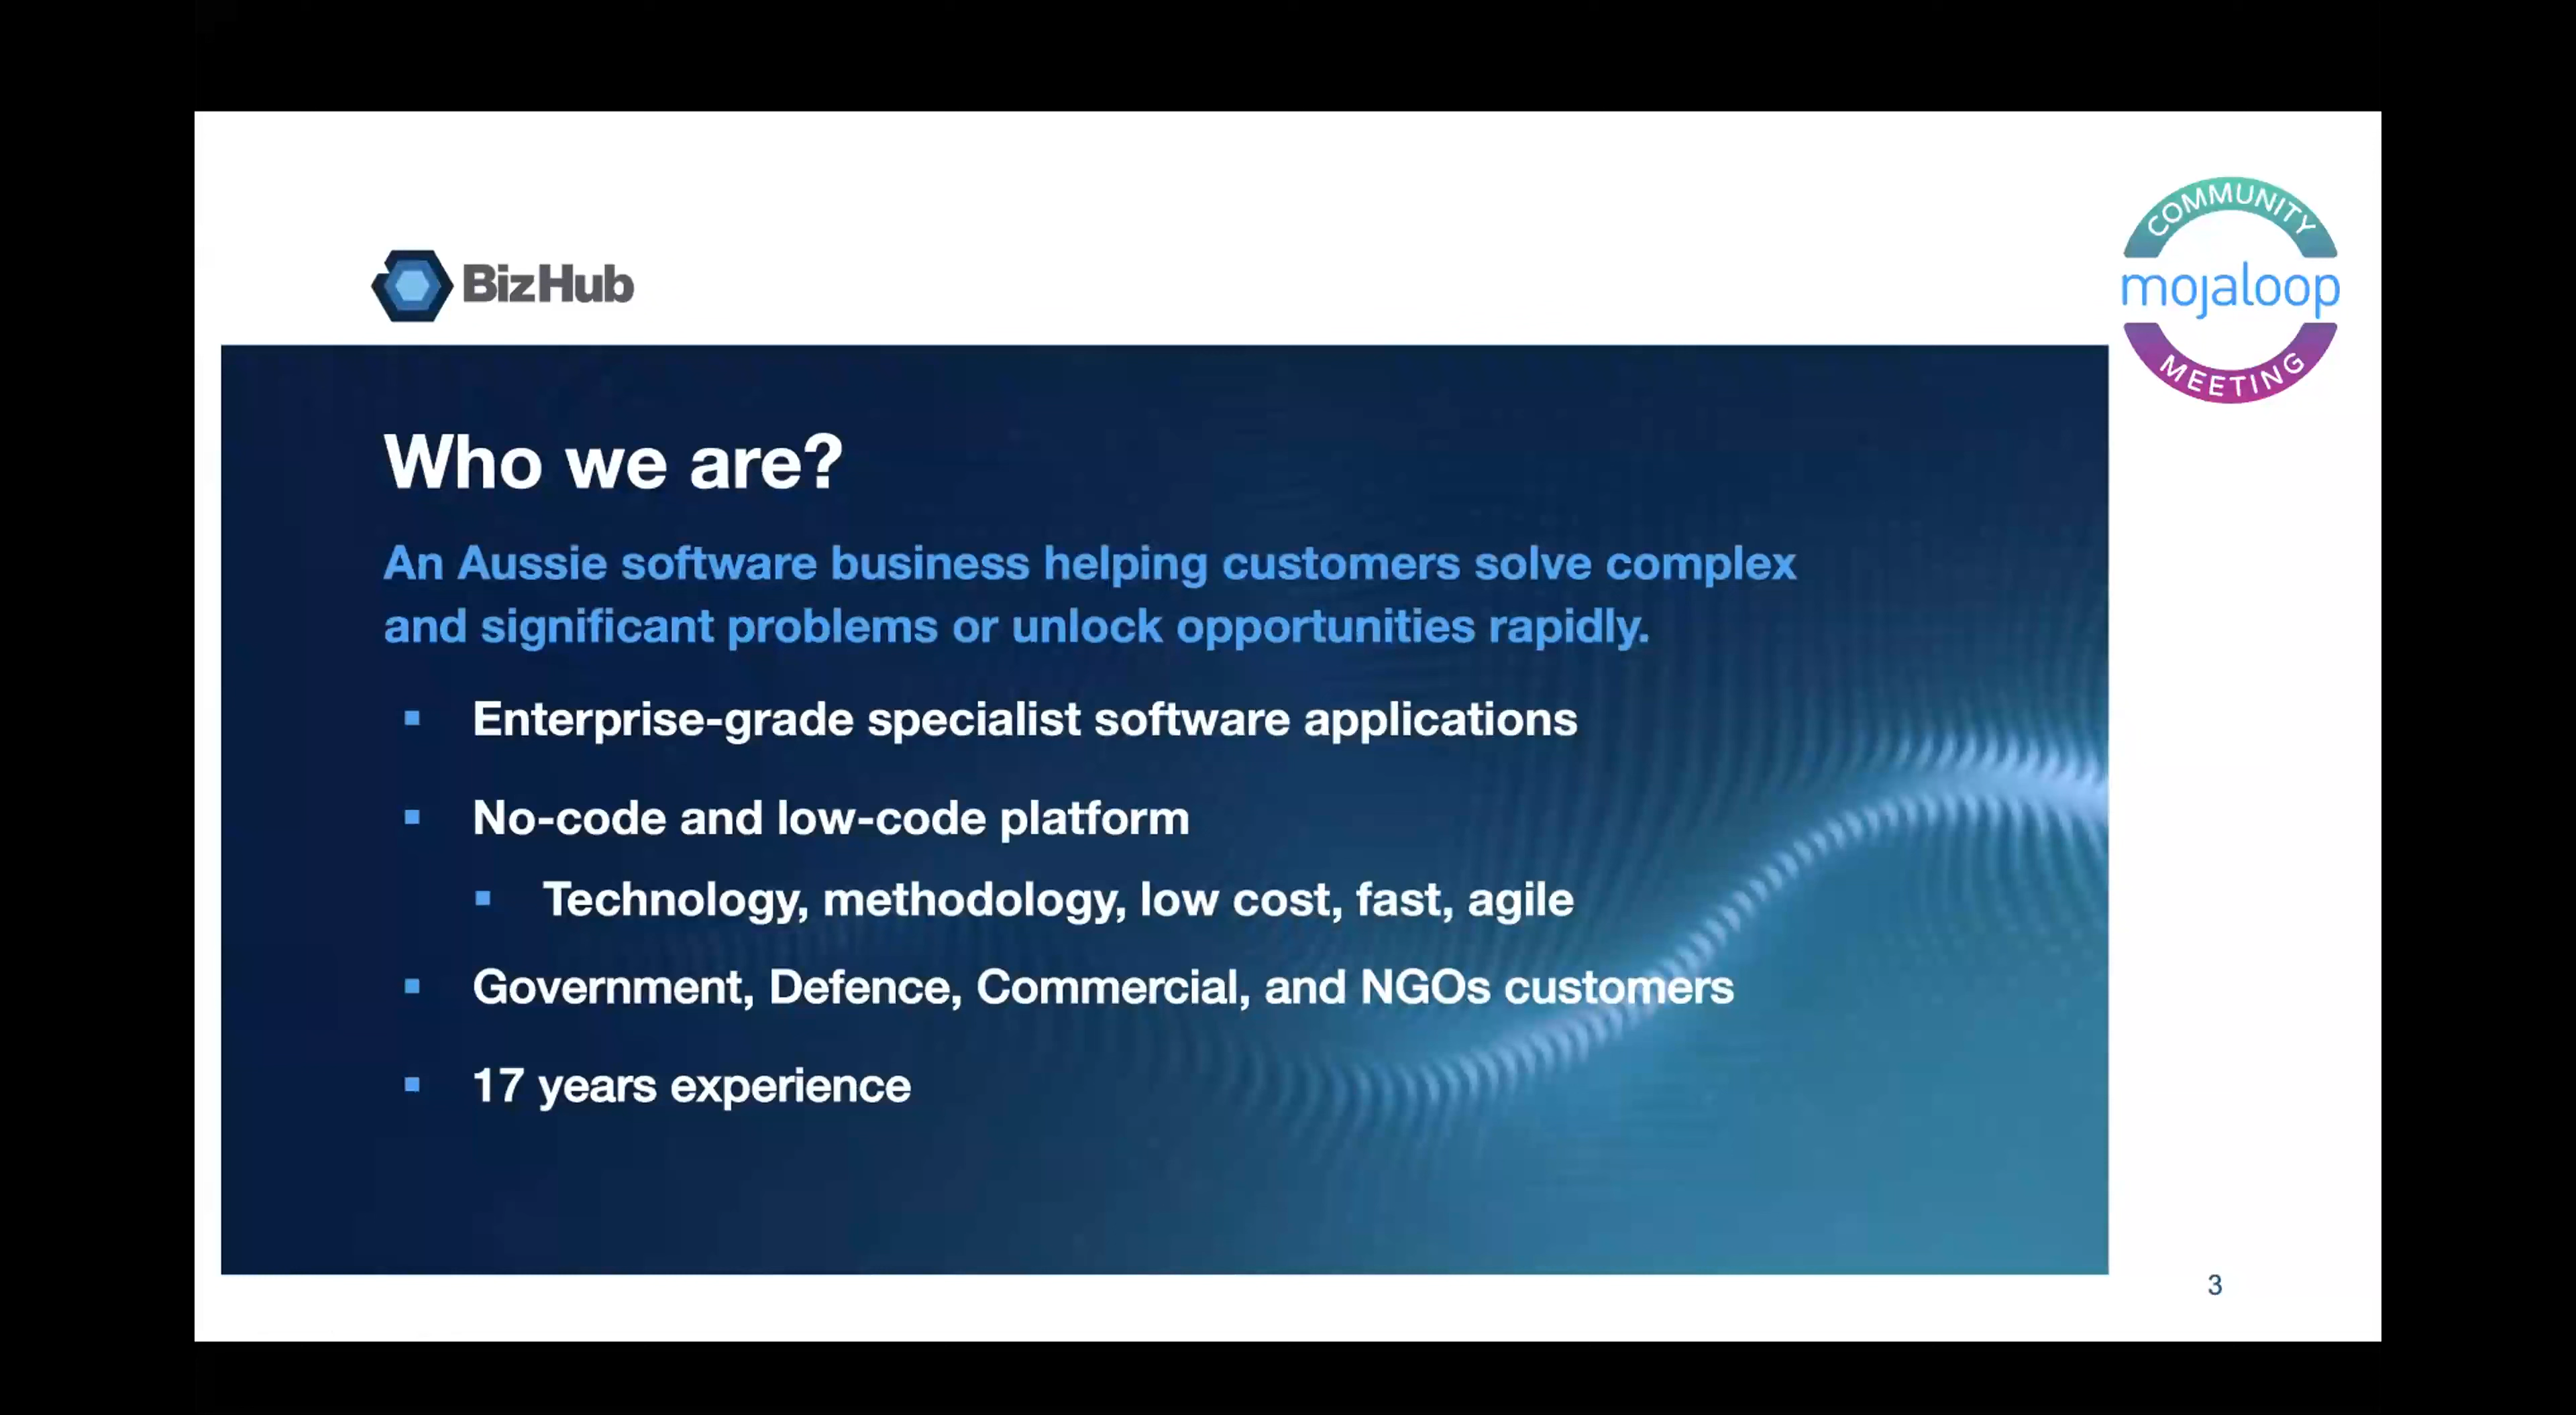 BizHub
COMMUNITY
mojaloop
MEETING
Who we are?
An Aussie software business helping customers solve complex
and significant problems or unlock opportunities rapidly.
▪ Enterprise-grade specialist software applications
▪ No-code and low-code platform
▪ Technology, methodology, low cost, fast, agile
▪ Government, Defence, Commercial, and NGOs customers
▪ 17 years experience
3